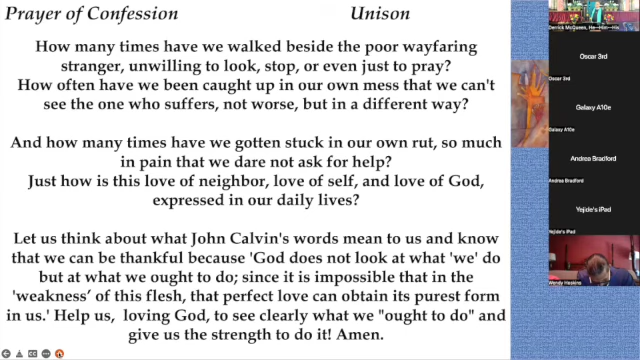 Prayer of Confession Unison
How many times have we walked beside the poor wayfaring
stranger, unwilling to look, stop, or even just to pray?
How often have we been caught up in our own mess that we can't
see the one who suffers, not worse, but in a different way?
And how many times have we gotten stuck in our own rut, so much
in pain that we dare not ask for help?
Just how is this love of neighbor, love of self, and love of God,
expressed in our daily lives?
Let us think about what John Calvin's words mean to us and know
that we can be thankful because 'God does not look at what 'we' do
but at what we ought to do; since it is impossible that in the
'weakness' of this flesh, that perfect love can obtain its purest form
in us.' Help us, loving God, to see clearly what we "ought to do" and
give us the strength to do it! Amen.
Derrick McQueen, He~Him~His
Oscar 3rd
Oscar 3rd
Galaxy A10e
Galaxy A10e
Andrea Bradford
Andrea Bradford
Yejide's iPad
Yejide's iPad
Wendy Heskins